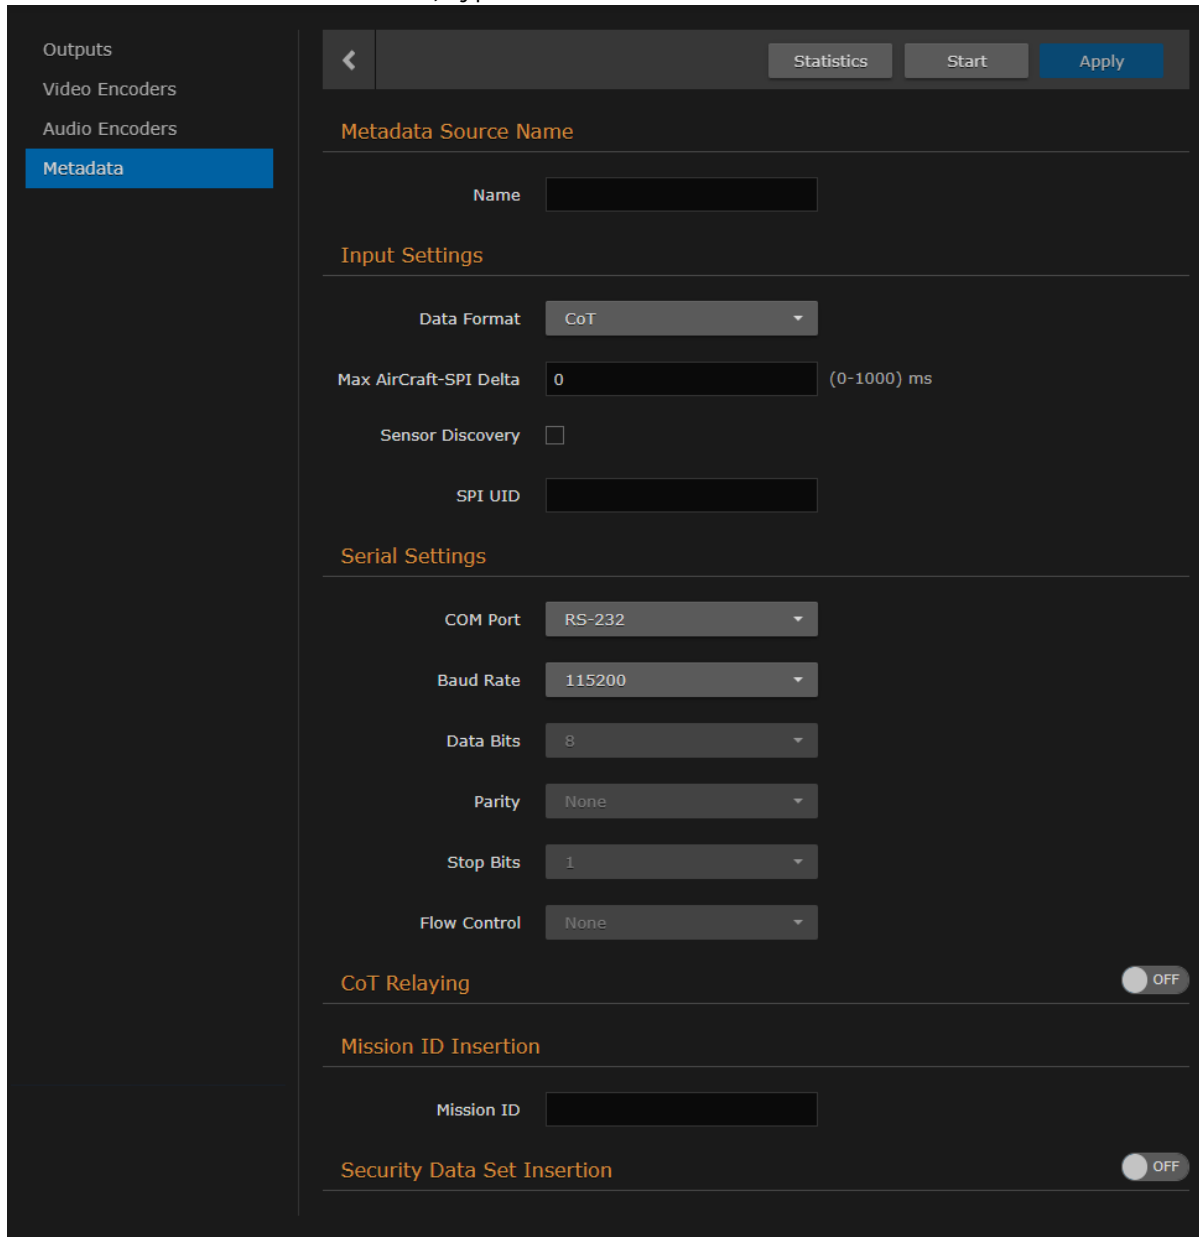 Outputs
Video Encoders
Audio Encoders
Metadata
Statistics Start Apply
Metadata Source Name
Name
Input Settings
Data Format CoT
Max AirCraft-SPI Delta 0 (0-1000) ms
Sensor Discovery
SPI UID
Serial Settings
COM Port RS-232
Baud Rate 115200
Data Bits 8
Parity None
Stop Bits 1
Flow Control None
CoT Relaying OFF
Mission ID Insertion
Mission ID
Security Data Set Insertion OFF